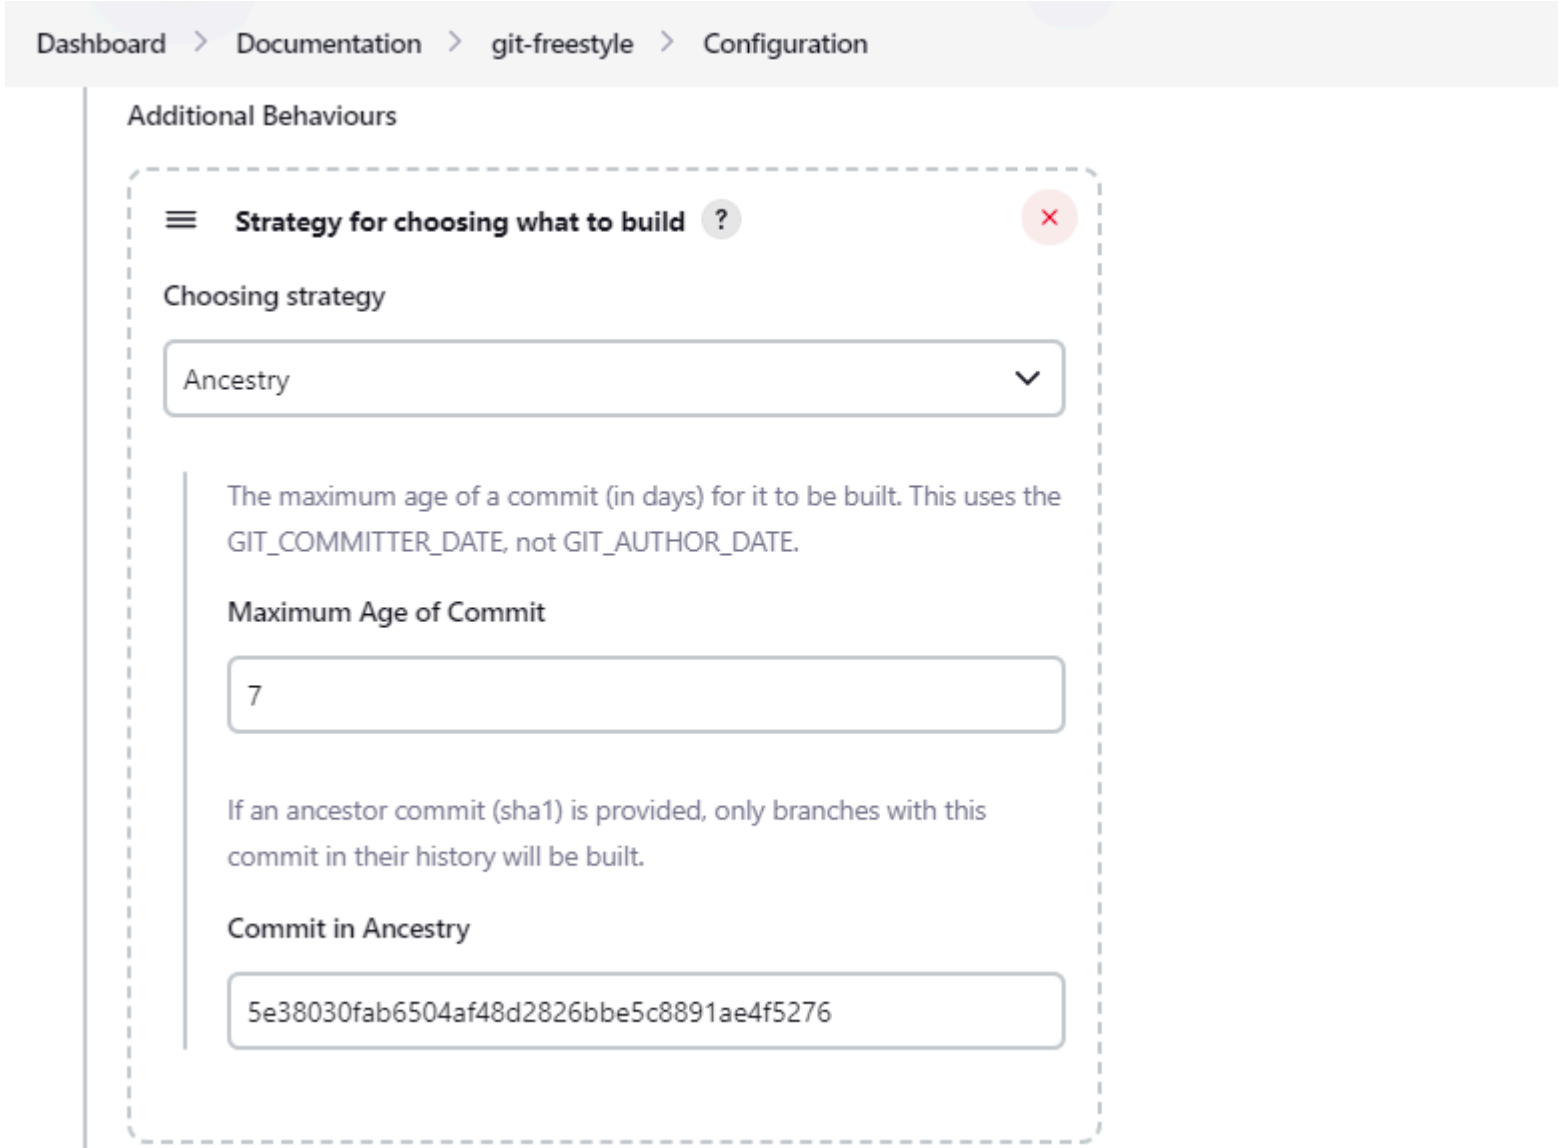 Dashboard > Documentation > git-freestyle > Configuration
Additional Behaviours
Strategy for choosing what to build ?
Choosing strategy
Ancestry
The maximum age of a commit (in days) for it to be built. This uses the
GIT_COMMITTER_DATE, not GIT_AUTHOR_DATE.
Maximum Age of Commit
7
If an ancestor commit (sha1) is provided, only branches with this
commit in their history will be built.
Commit in Ancestry
5e38030fab6504af48d2826bbe5c8891ae4f5276